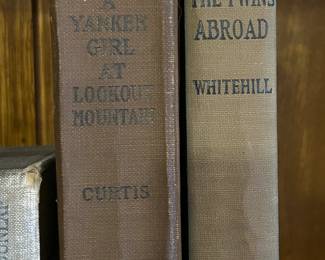 A
YANKEE
GIRL
AT
LOOKOUT
MOUNTAIN
CURTIS
THE TWINS
ABROAD
WHITEHILL